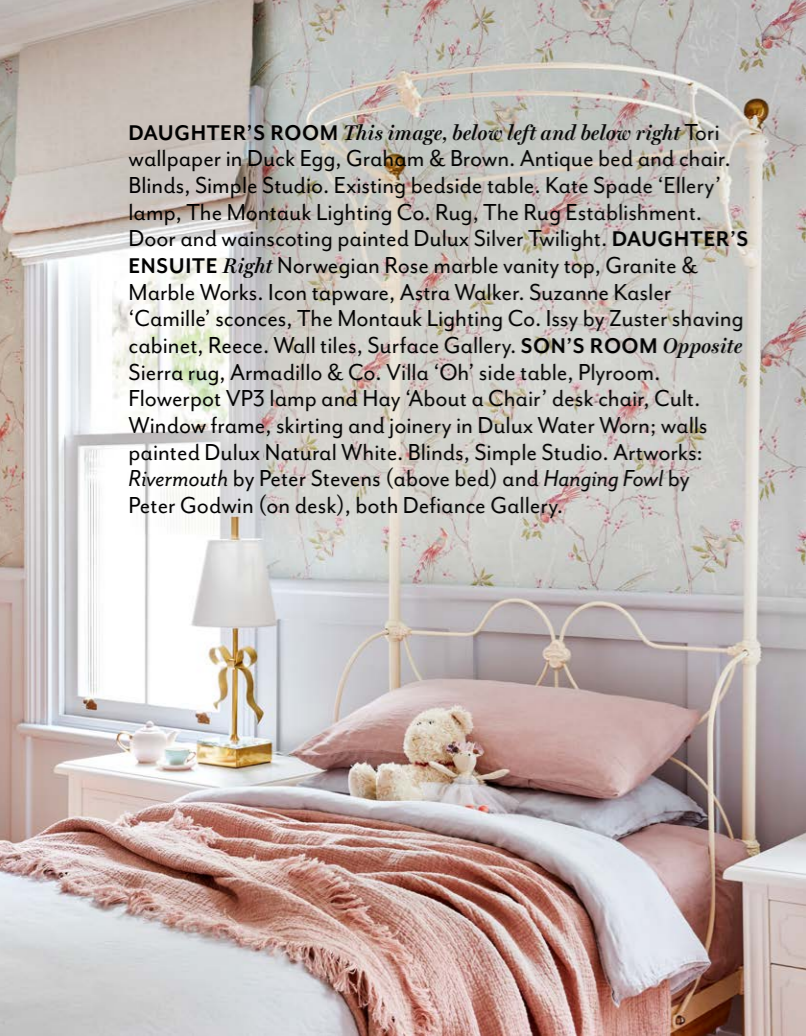 DAUGHTER’S ROOM This image, below left and below right Tori
wallpaper in Duck Egg, Graham & Brown. Antique bed and chair.
Blinds, Simple Studio. Existing bedside table. Kate Spade ‘Ellery’
lamp, The Montauk Lighting Co. Rug, The Rug Establishment.
Door and wainscoting painted Dulux Silver Twilight. DAUGHTER’S
ENSUITE Right Norwegian Rose marble vanity top, Granite &
Marble Works. Icon tapware, Astra Walker. Suzanne Kasler
‘Camille’ sconces, The Montauk Lighting Co. Issy by Zuster shaving
cabinet, Reece. Wall tiles, Surface Gallery. SON’S ROOM Opposite
Sierra rug, Armadillo & Co. Villa ‘Oh’ side table, Plyroom.
Flowerpot VP3 lamp and Hay ‘About a Chair’ desk chair, Cult.
Window frame, skirting and joinery in Dulux Water Worn; walls
painted Dulux Natural White. Blinds, Simple Studio. Artworks:
Rivermouth by Peter Stevens (above bed) and Hanging Fowl by
Peter Godwin (on desk), both Defiance Gallery.